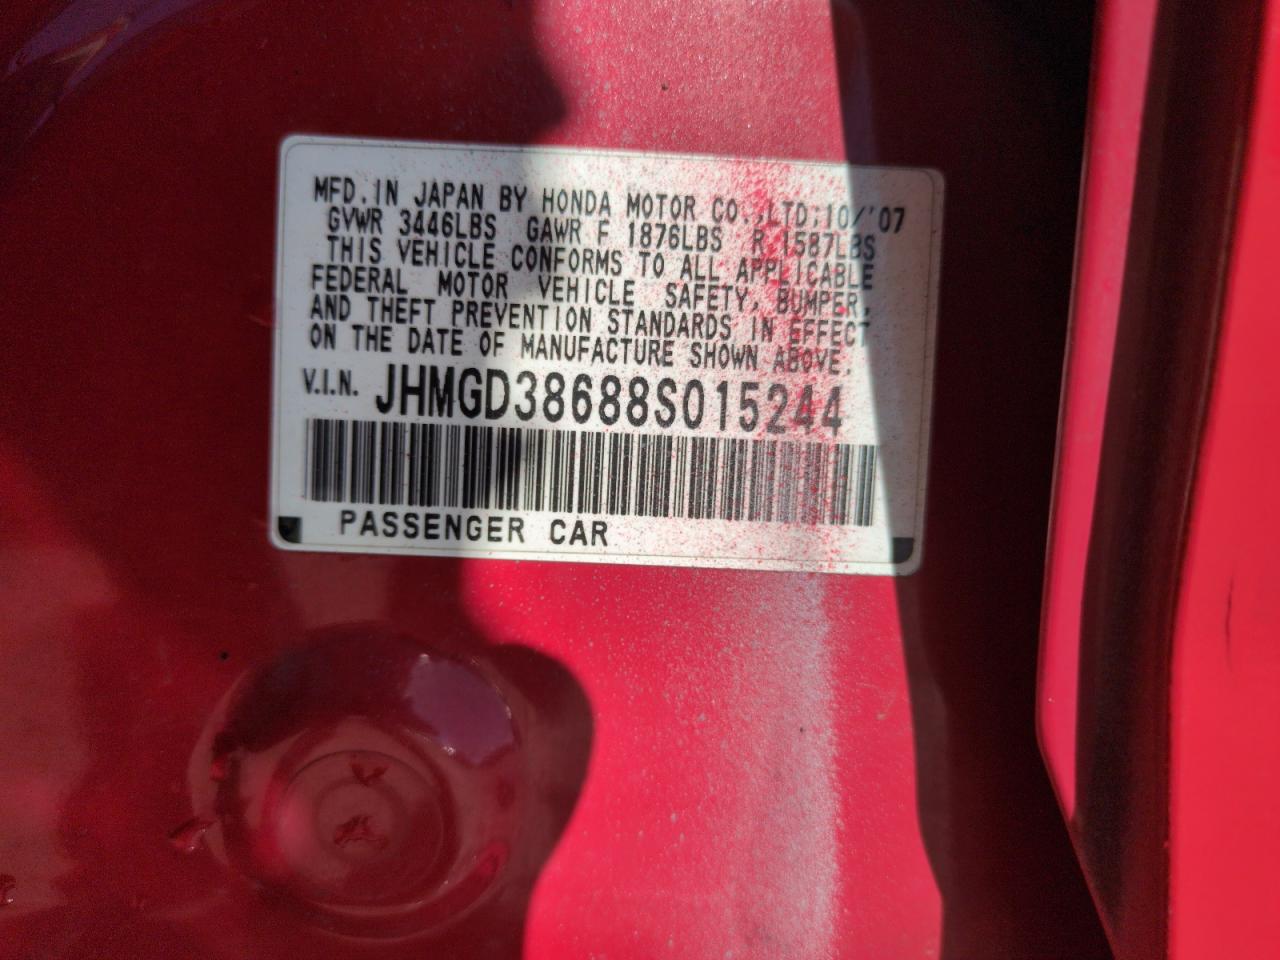 MFD.IN JAPAN BY HONDA MOTOR CO.,LTD;10/'07
GVWR 3446LBS GAWR F 1876LBS R 1587LBS
THIS VEHICLE CONFORMS TO ALL APPLICABLE
FEDERAL MOTOR VEHICLE SAFETY, BUMPER,
AND THEFT PREVENTION STANDARDS IN EFFECT
ON THE DATE OF MANUFACTURE SHOWN ABOVE.
V.I.N. JHMGD38688S015244
PASSENGER CAR